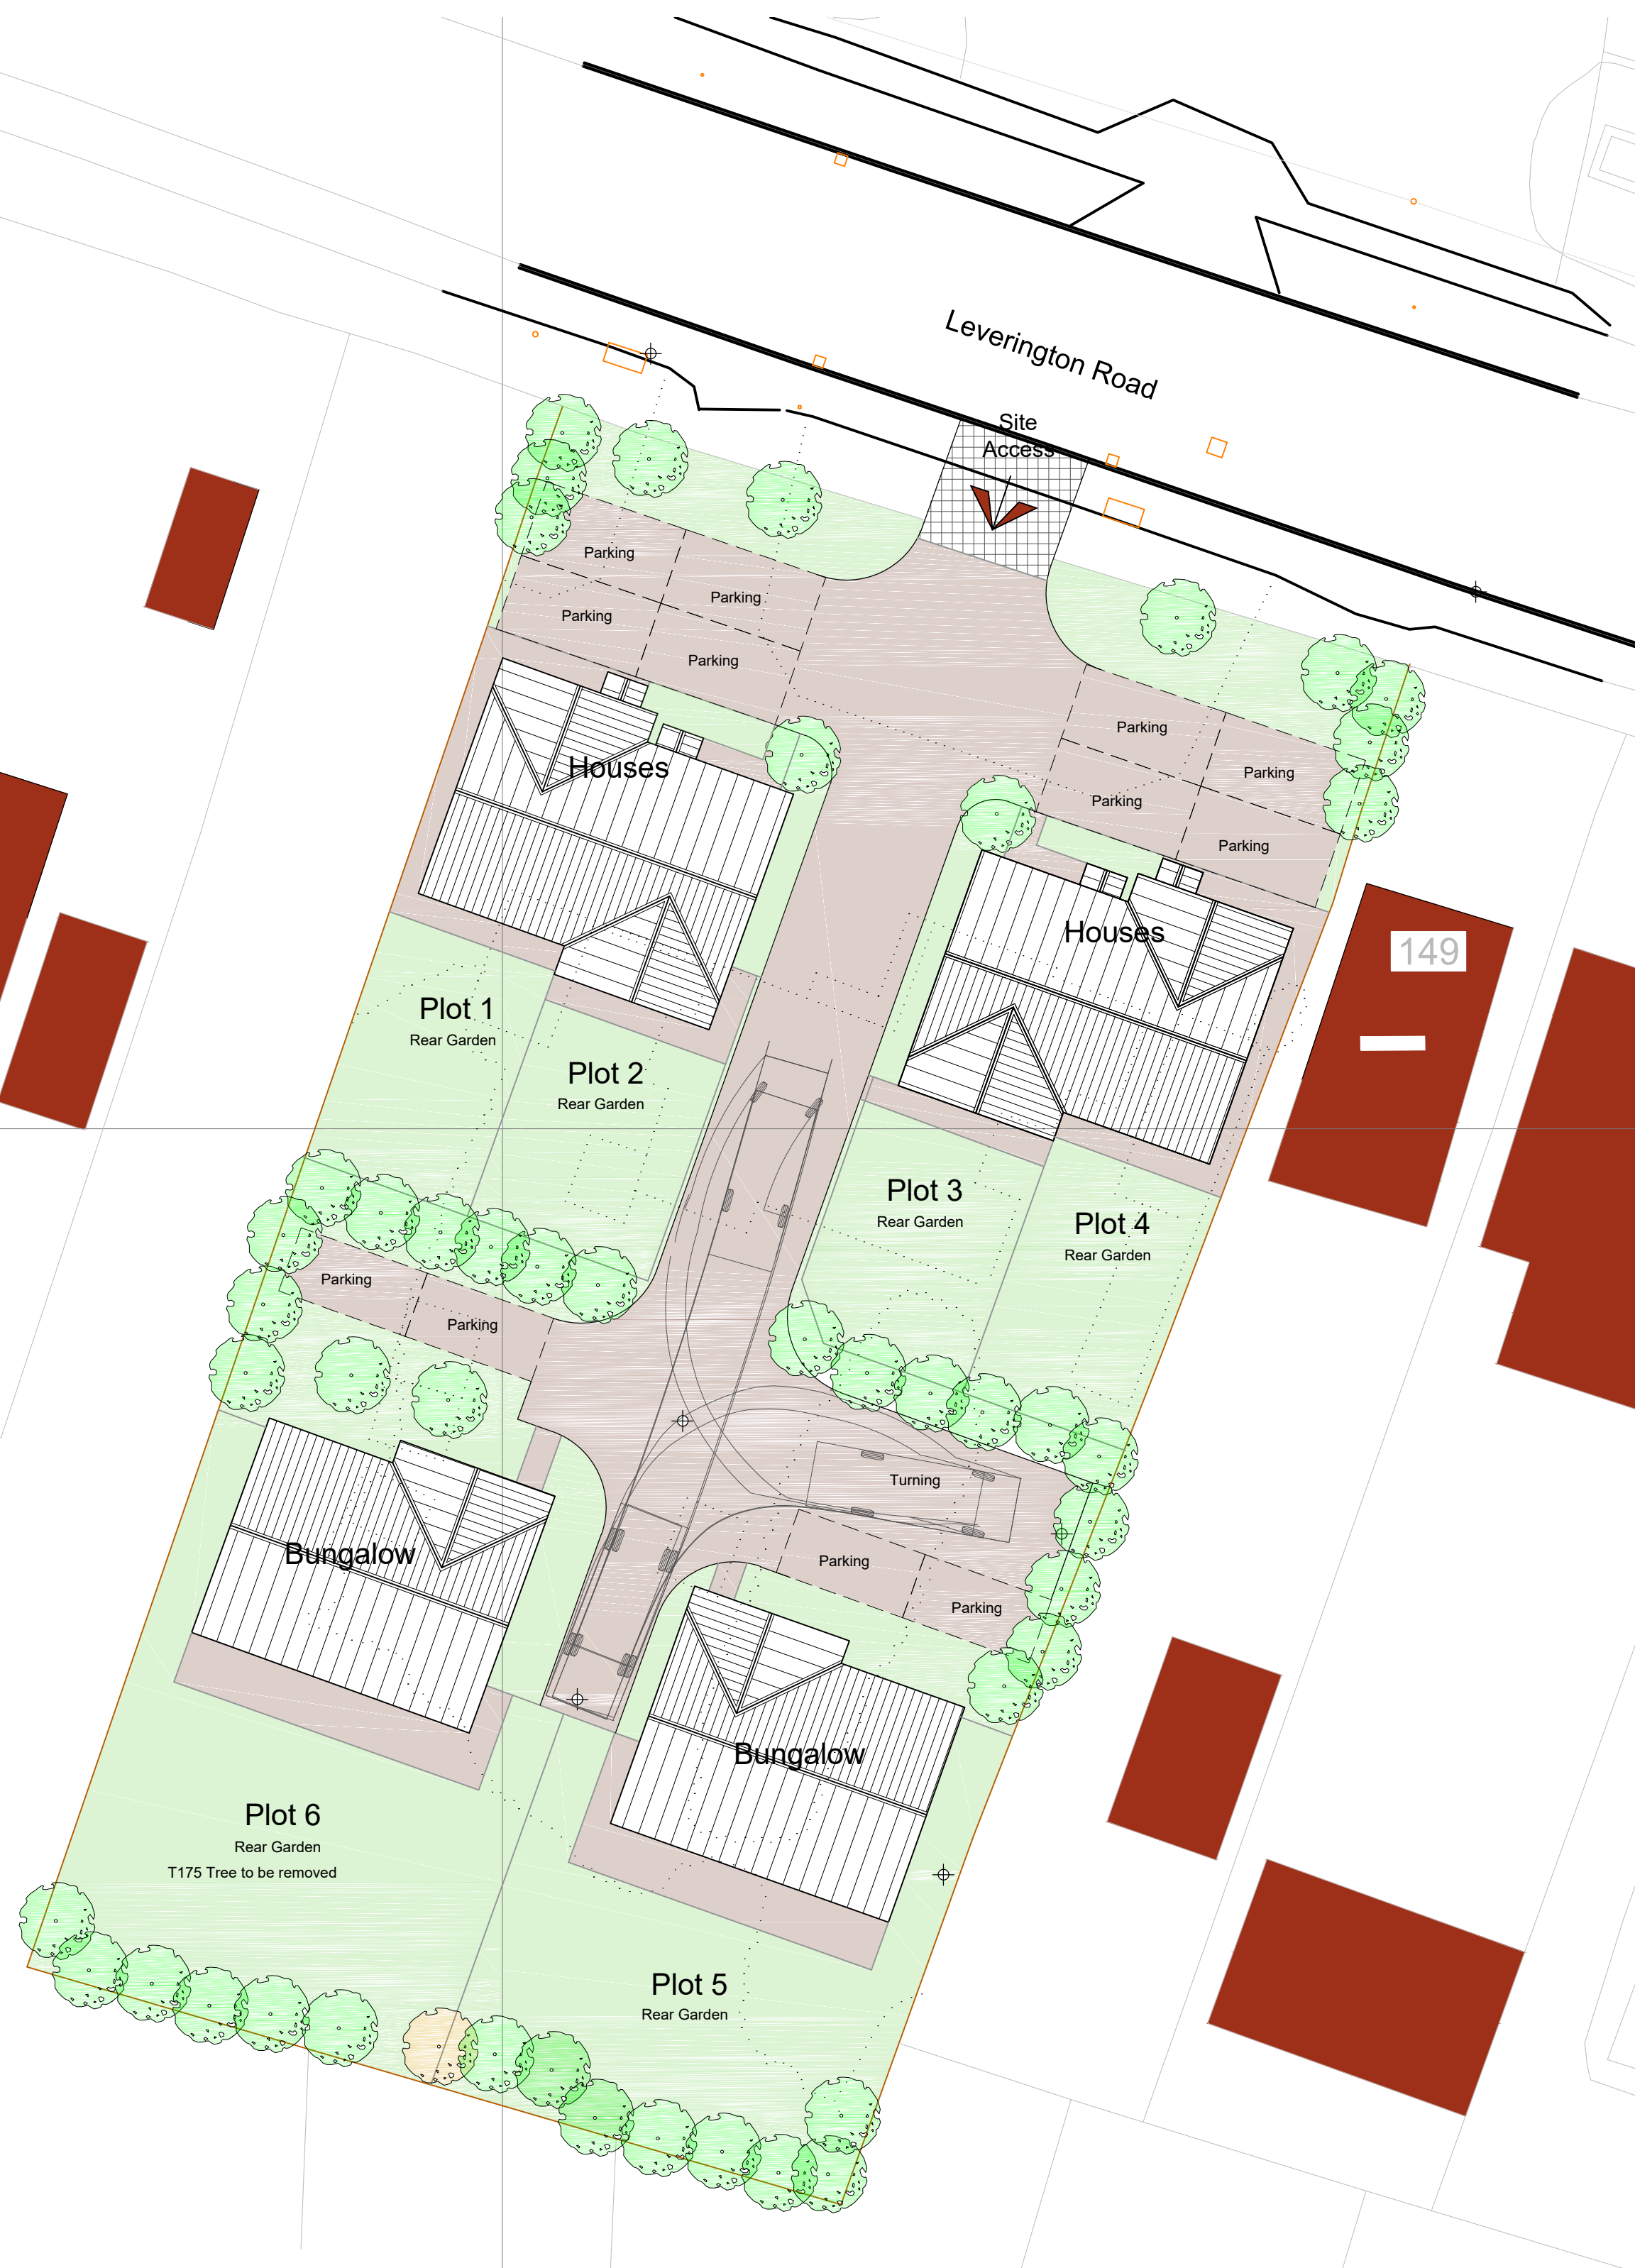 Leverington Road
Site
Access
Parking
Parking
Parking
Parking
Parking
Parking
Parking
Parking
Houses
Houses
149
Plot 1
Rear Garden
Plot 2
Rear Garden
Plot 3
Rear Garden
Plot 4
Rear Garden
Parking
Parking
Turning
Parking
Parking
Bungalow
Bungalow
Plot 6
Rear Garden
T175 Tree to be removed
Plot 5
Rear Garden